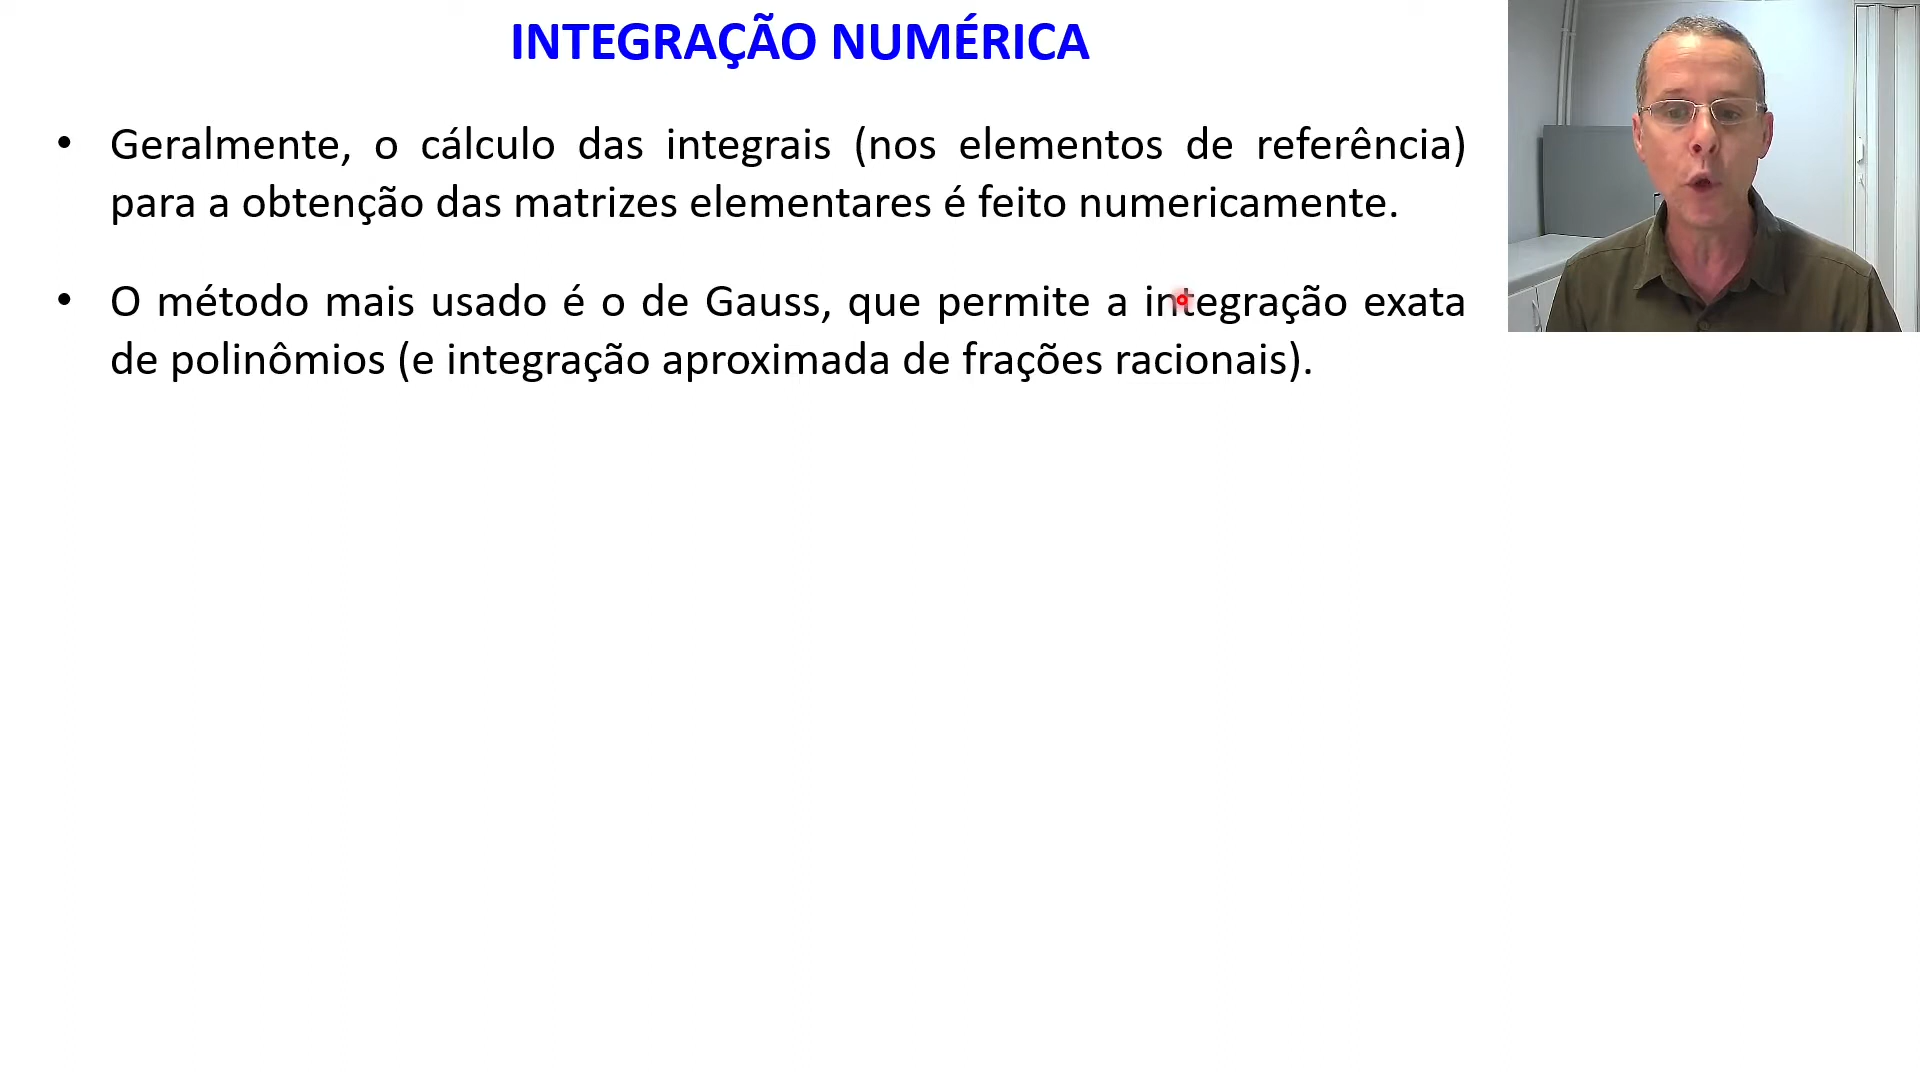 INTEGRAÇÃO NUMÉRICA
• Geralmente, o cálculo das integrais (nos elementos de referência)
para a obtenção das matrizes elementares é feito numericamente.
• O método mais usado é o de Gauss, que permite a integração exata
de polinômios (e integração aproximada de frações racionais).